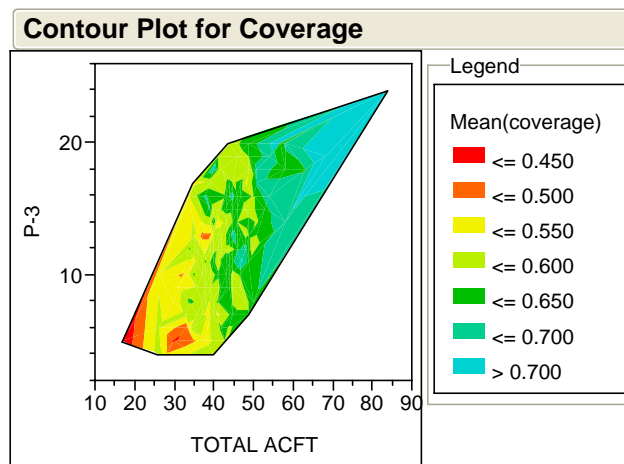 Contour Plot for Coverage
P-3
20
10
10 20 30 40 50 60 70 80 90
TOTAL ACFT
Legend
Mean(coverage)
<= 0.450
<= 0.500
<= 0.550
<= 0.600
<= 0.650
<= 0.700
> 0.700